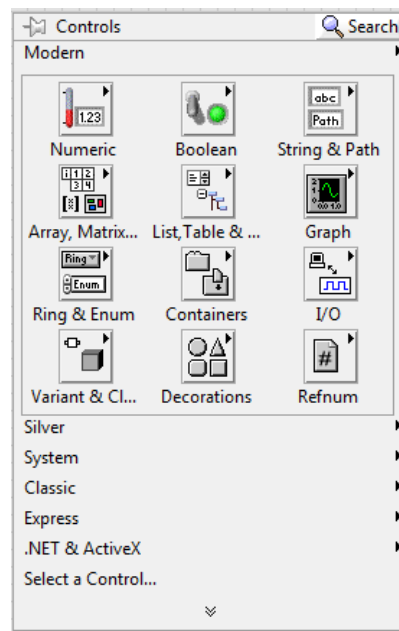 Controls Search
Modern
1.23 abc Path
Numeric Boolean String & Path
Array, Matrix... List,Table & ... Graph
Ring Enum
Ring & Enum Containers I/O
#
Variant & Cl... Decorations Refnum
Silver
System
Classic
Express
.NET & ActiveX
Select a Control...